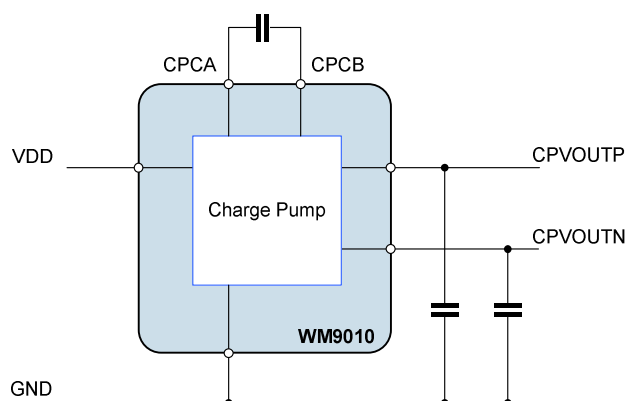 CPCA
CPCB
VDD
CPVOUTP
Charge Pump
CPVOUTN
WM9010
GND